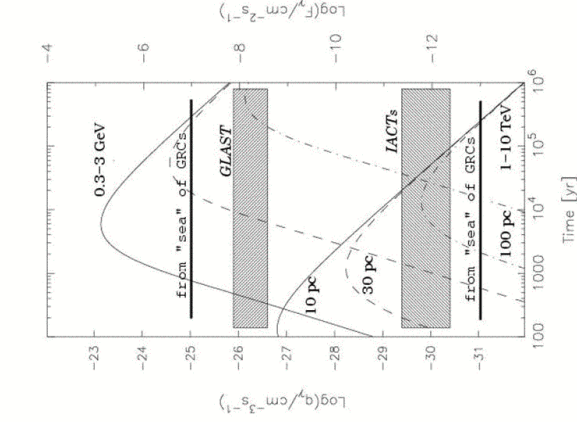 Log(Fγ/cm⁻²s⁻¹)
-4
-6
-8
-10
-12
0.3-3 GeV
from "sea" of GRCs
GLAST
IACTs
10 pc
30 pc
from "sea" of GRCs
100 pc
1-10 TeV
-23
-24
-25
-26
-27
-28
-29
-30
-31
Log(qγ/cm⁻³s⁻¹)
100
1000
10⁴
10⁵
10⁶
Time [yr]